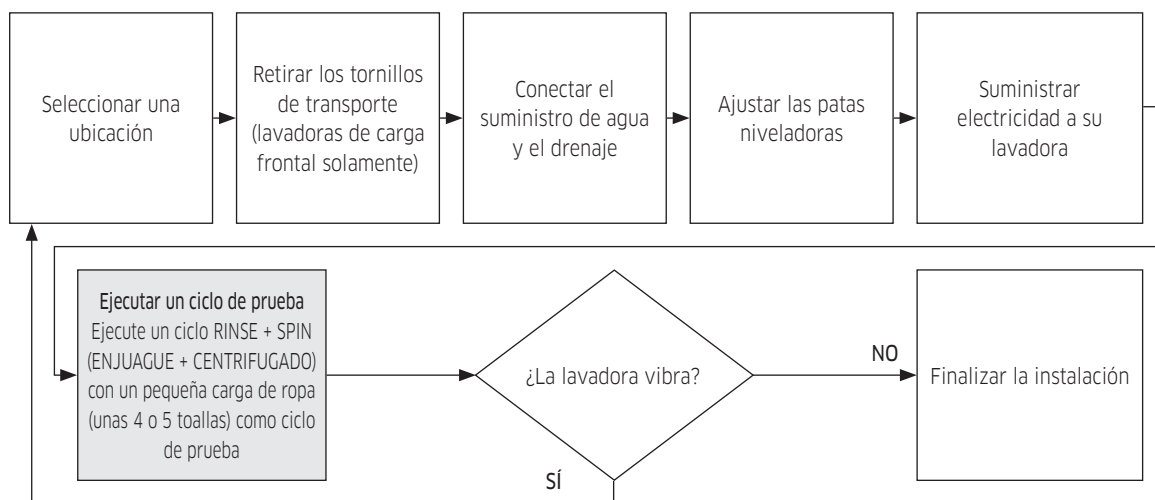 Seleccionar una
ubicación
Retirar los tornillos
de transporte
(lavadoras de carga
frontal solamente)
Conectar el
suministro de agua
y el drenaje
Ajustar las patas
niveladoras
Suministrar
electricidad a su
lavadora
Ejecutar un ciclo de prueba
Ejecute un ciclo RINSE + SPIN
(ENJUAGUE + CENTRIFUGADO)
con un pequeña carga de ropa
(unas 4 o 5 toallas) como ciclo
de prueba
¿La lavadora vibra?
NO
Finalizar la instalación
SÍ